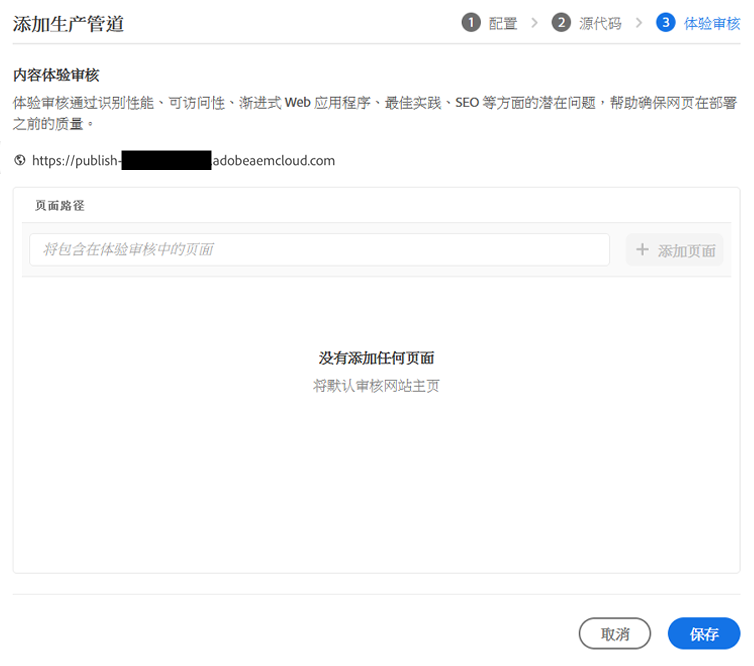 添加生产管道
1 配置 > 2 源代码 > 3 体验审核
内容体验审核
体验审核通过识别性能、可访问性、渐进式 Web 应用程序、最佳实践、SEO 等方面的潜在问题，帮助确保网页在部署
之前的质量。
https://publish-adobeaemcloud.com
页面路径
将包含在体验审核中的页面
+ 添加页面
没有添加任何页面
将默认审核网站主页
取消
保存